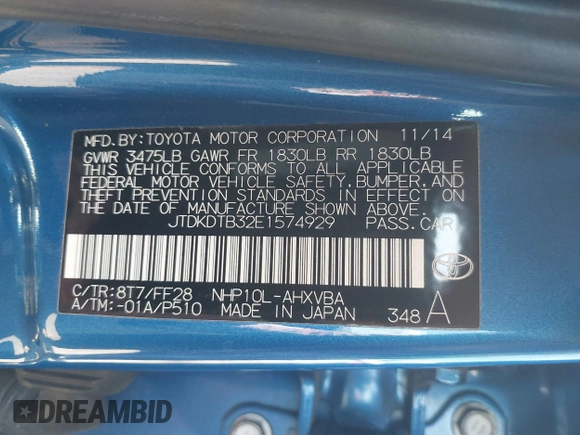 MFD.BY:TOYOTA MOTOR CORPORATION 11/14
GVWR 3475LB GAWR FR 1830LB RR 1830LB
THIS VEHICLE CONFORMS TO ALL APPLICABLE
FEDERAL MOTOR VEHICLE SAFETY,BUMPER,AND
THEFT PREVENTION STANDARDS IN EFFECT ON
THE DATE OF MANUFACTURE SHOWN ABOVE.
JTDKDTB32E1574929 PASS.CAR
C/TR:8T7/FF28 NHP10L-AHXVBA
A/TM:-01A/P510 MADE IN JAPAN 348 A
DREAMBID